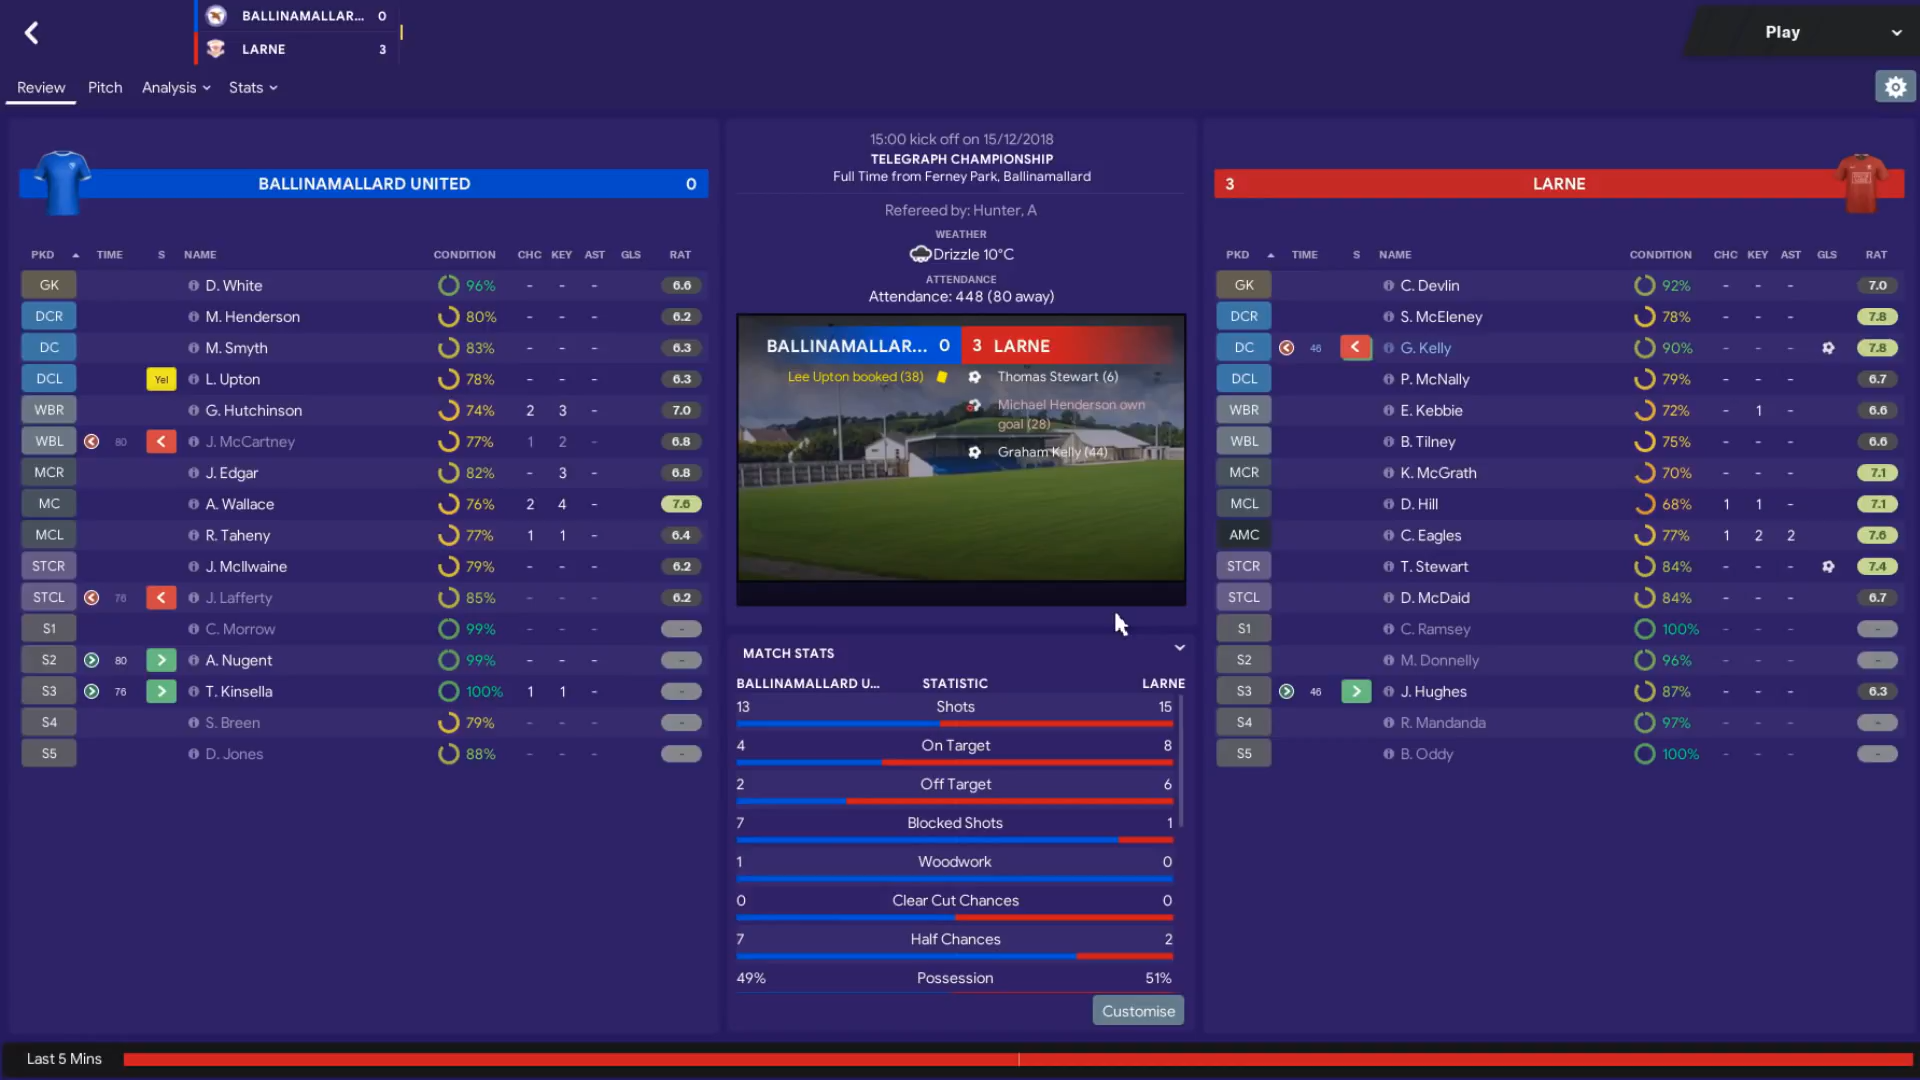 BALLINAMALLAR... 0
LARNE 3
Play
Review Pitch Analysis Stats
BALLINAMALLARD UNITED 0
PKD TIME S NAME CONDITION CHC KEY AST GLS RAT
GK D. White 96% - - - 6.6
DCR M. Henderson 80% - - - 6.2
DC M. Smyth 83% - - - 6.3
DCL Yel L. Upton 78% - - - 6.3
WBR G. Hutchinson 74% 2 3 - 7.0
WBL 80 J. McCartney 77% 1 2 - 6.8
MCR J. Edgar 82% - 3 - 6.8
MC A. Wallace 76% 2 4 - 7.6
MCL R. Taheny 77% 1 1 - 6.4
STCR J. McIlwaine 79% - - - 6.2
STCL 76 J. Lafferty 85% - - - 6.2
S1 C. Morrow 99% - - - -
S2 80 A. Nugent 99% - - - -
S3 76 T. Kinsella 100% 1 1 - -
S4 S. Breen 79% - - - -
S5 D. Jones 88% - - - -
15:00 kick off on 15/12/2018
TELEGRAPH CHAMPIONSHIP
Full Time from Ferney Park, Ballinamallard
Refereed by: Hunter, A
WEATHER
Drizzle 10°C
ATTENDANCE
Attendance: 448 (80 away)
BALLINAMALLAR... 0 3 LARNE
Lee Upton booked (38) Thomas Stewart (6)
Michael Henderson own
goal (28)
Graham Kelly (44)
MATCH STATS
BALLINAMALLARD U... STATISTIC LARNE
13 Shots 15
4 On Target 8
2 Off Target 6
7 Blocked Shots 1
1 Woodwork 0
0 Clear Cut Chances 0
7 Half Chances 2
49% Possession 51%
Customise
3 LARNE
PKD TIME S NAME CONDITION CHC KEY AST GLS RAT
GK C. Devlin 92% - - - 7.0
DCR S. McEleney 78% - - - 7.8
DC 46 G. Kelly 90% - - - 7.8
DCL P. McNally 79% - - - 6.7
WBR E. Kebbie 72% - 1 - 6.6
WBL B. Tilney 75% - - - 6.6
MCR K. McGrath 70% - - - 7.1
MCL D. Hill 68% 1 1 - 7.1
AMC C. Eagles 77% 1 2 2 7.6
STCR T. Stewart 84% - - - 7.4
STCL D. McDaid 84% - - - 6.7
S1 C. Ramsey 100% - - - -
S2 M. Donnelly 96% - - - -
S3 46 J. Hughes 87% - - - 6.3
S4 R. Mandanda 97% - - - -
S5 B. Oddy 100% - - - -
Last 5 Mins